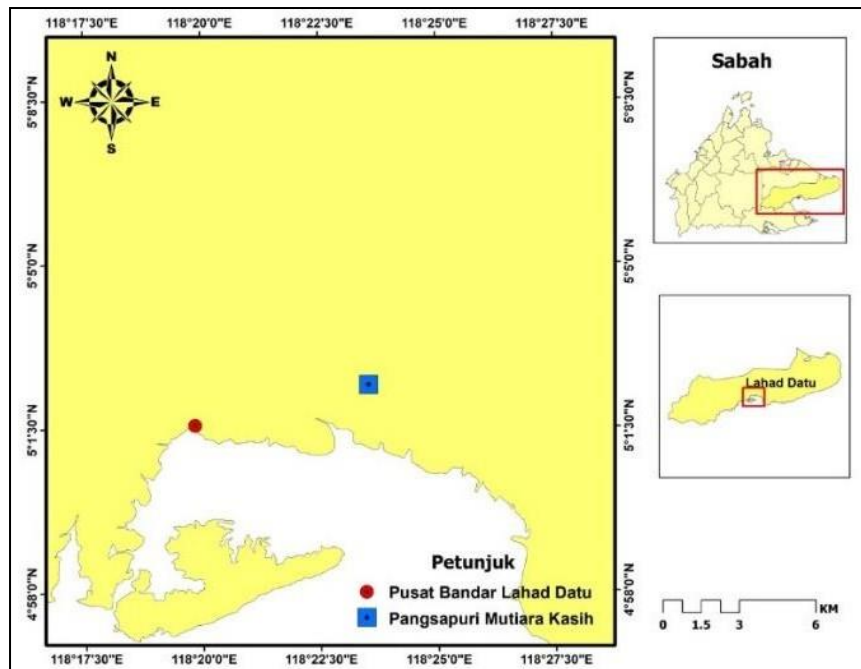 118°17'30"E 118°20'0"E 118°22'30"E 118°25'0"E 118°27'30"E
N
W E
S
5°8'30"N
5°5'0"N
5°1'30"N
4°58'0"N
Petunjuk
Pusat Bandar Lahad Datu
Pangsapuri Mutiara Kasih
5°8'30"N
5°5'0"N
5°1'30"N
4°58'0"N
118°17'30"E 118°20'0"E 118°22'30"E 118°25'0"E 118°27'30"E
Sabah
Lahad Datu
KM
0 1.5 3 6